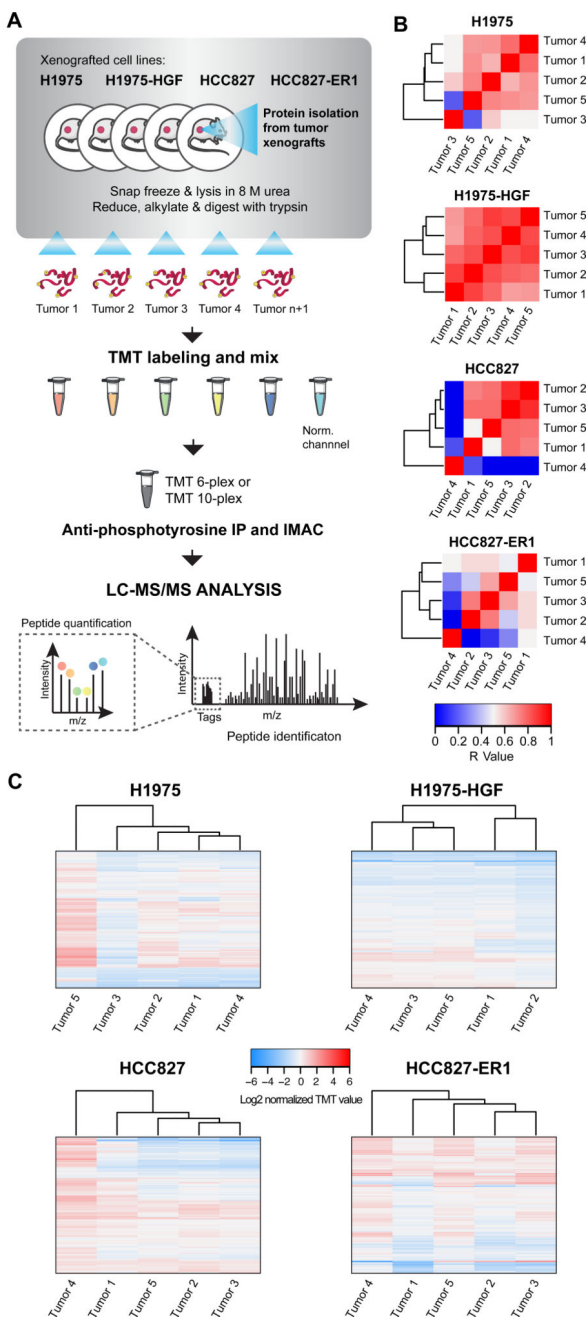 A
Xenografted cell lines:
H1975 H1975-HGF HCC827 HCC827-ER1
Protein isolation
from tumor
xenografts
Snap freeze & lysis in 8 M urea
Reduce, alkylate & digest with trypsin
Tumor 1 Tumor 2 Tumor 3 Tumor 4 Tumor n+1
TMT labeling and mix
Norm.
channnel
TMT 6-plex or
TMT 10-plex
Anti-phosphotyrosine IP and IMAC
LC-MS/MS ANALYSIS
Peptide quantification
Intensity
m/z
Intensity
Tags
m/z
Peptide identificaton
B
H1975
Tumor 4
Tumor 1
Tumor 2
Tumor 5
Tumor 3
Tumor 3 Tumor 5 Tumor 2 Tumor 1 Tumor 4
H1975-HGF
Tumor 5
Tumor 4
Tumor 3
Tumor 2
Tumor 1
Tumor 1 Tumor 2 Tumor 3 Tumor 4 Tumor 5
HCC827
Tumor 2
Tumor 3
Tumor 5
Tumor 1
Tumor 4
Tumor 4 Tumor 1 Tumor 5 Tumor 3 Tumor 2
HCC827-ER1
Tumor 1
Tumor 5
Tumor 3
Tumor 2
Tumor 4
Tumor 4 Tumor 2 Tumor 3 Tumor 5 Tumor 1
0 0.2 0.4 0.6 0.8 1
R Value
C
H1975
Tumor 5 Tumor 3 Tumor 2 Tumor 1 Tumor 4
H1975-HGF
Tumor 4 Tumor 3 Tumor 5 Tumor 1 Tumor 2
−6 −4 −2 0 2 4 6
Log2 normalized TMT value
HCC827
Tumor 4 Tumor 1 Tumor 5 Tumor 2 Tumor 3
HCC827-ER1
Tumor 4 Tumor 1 Tumor 5 Tumor 2 Tumor 3